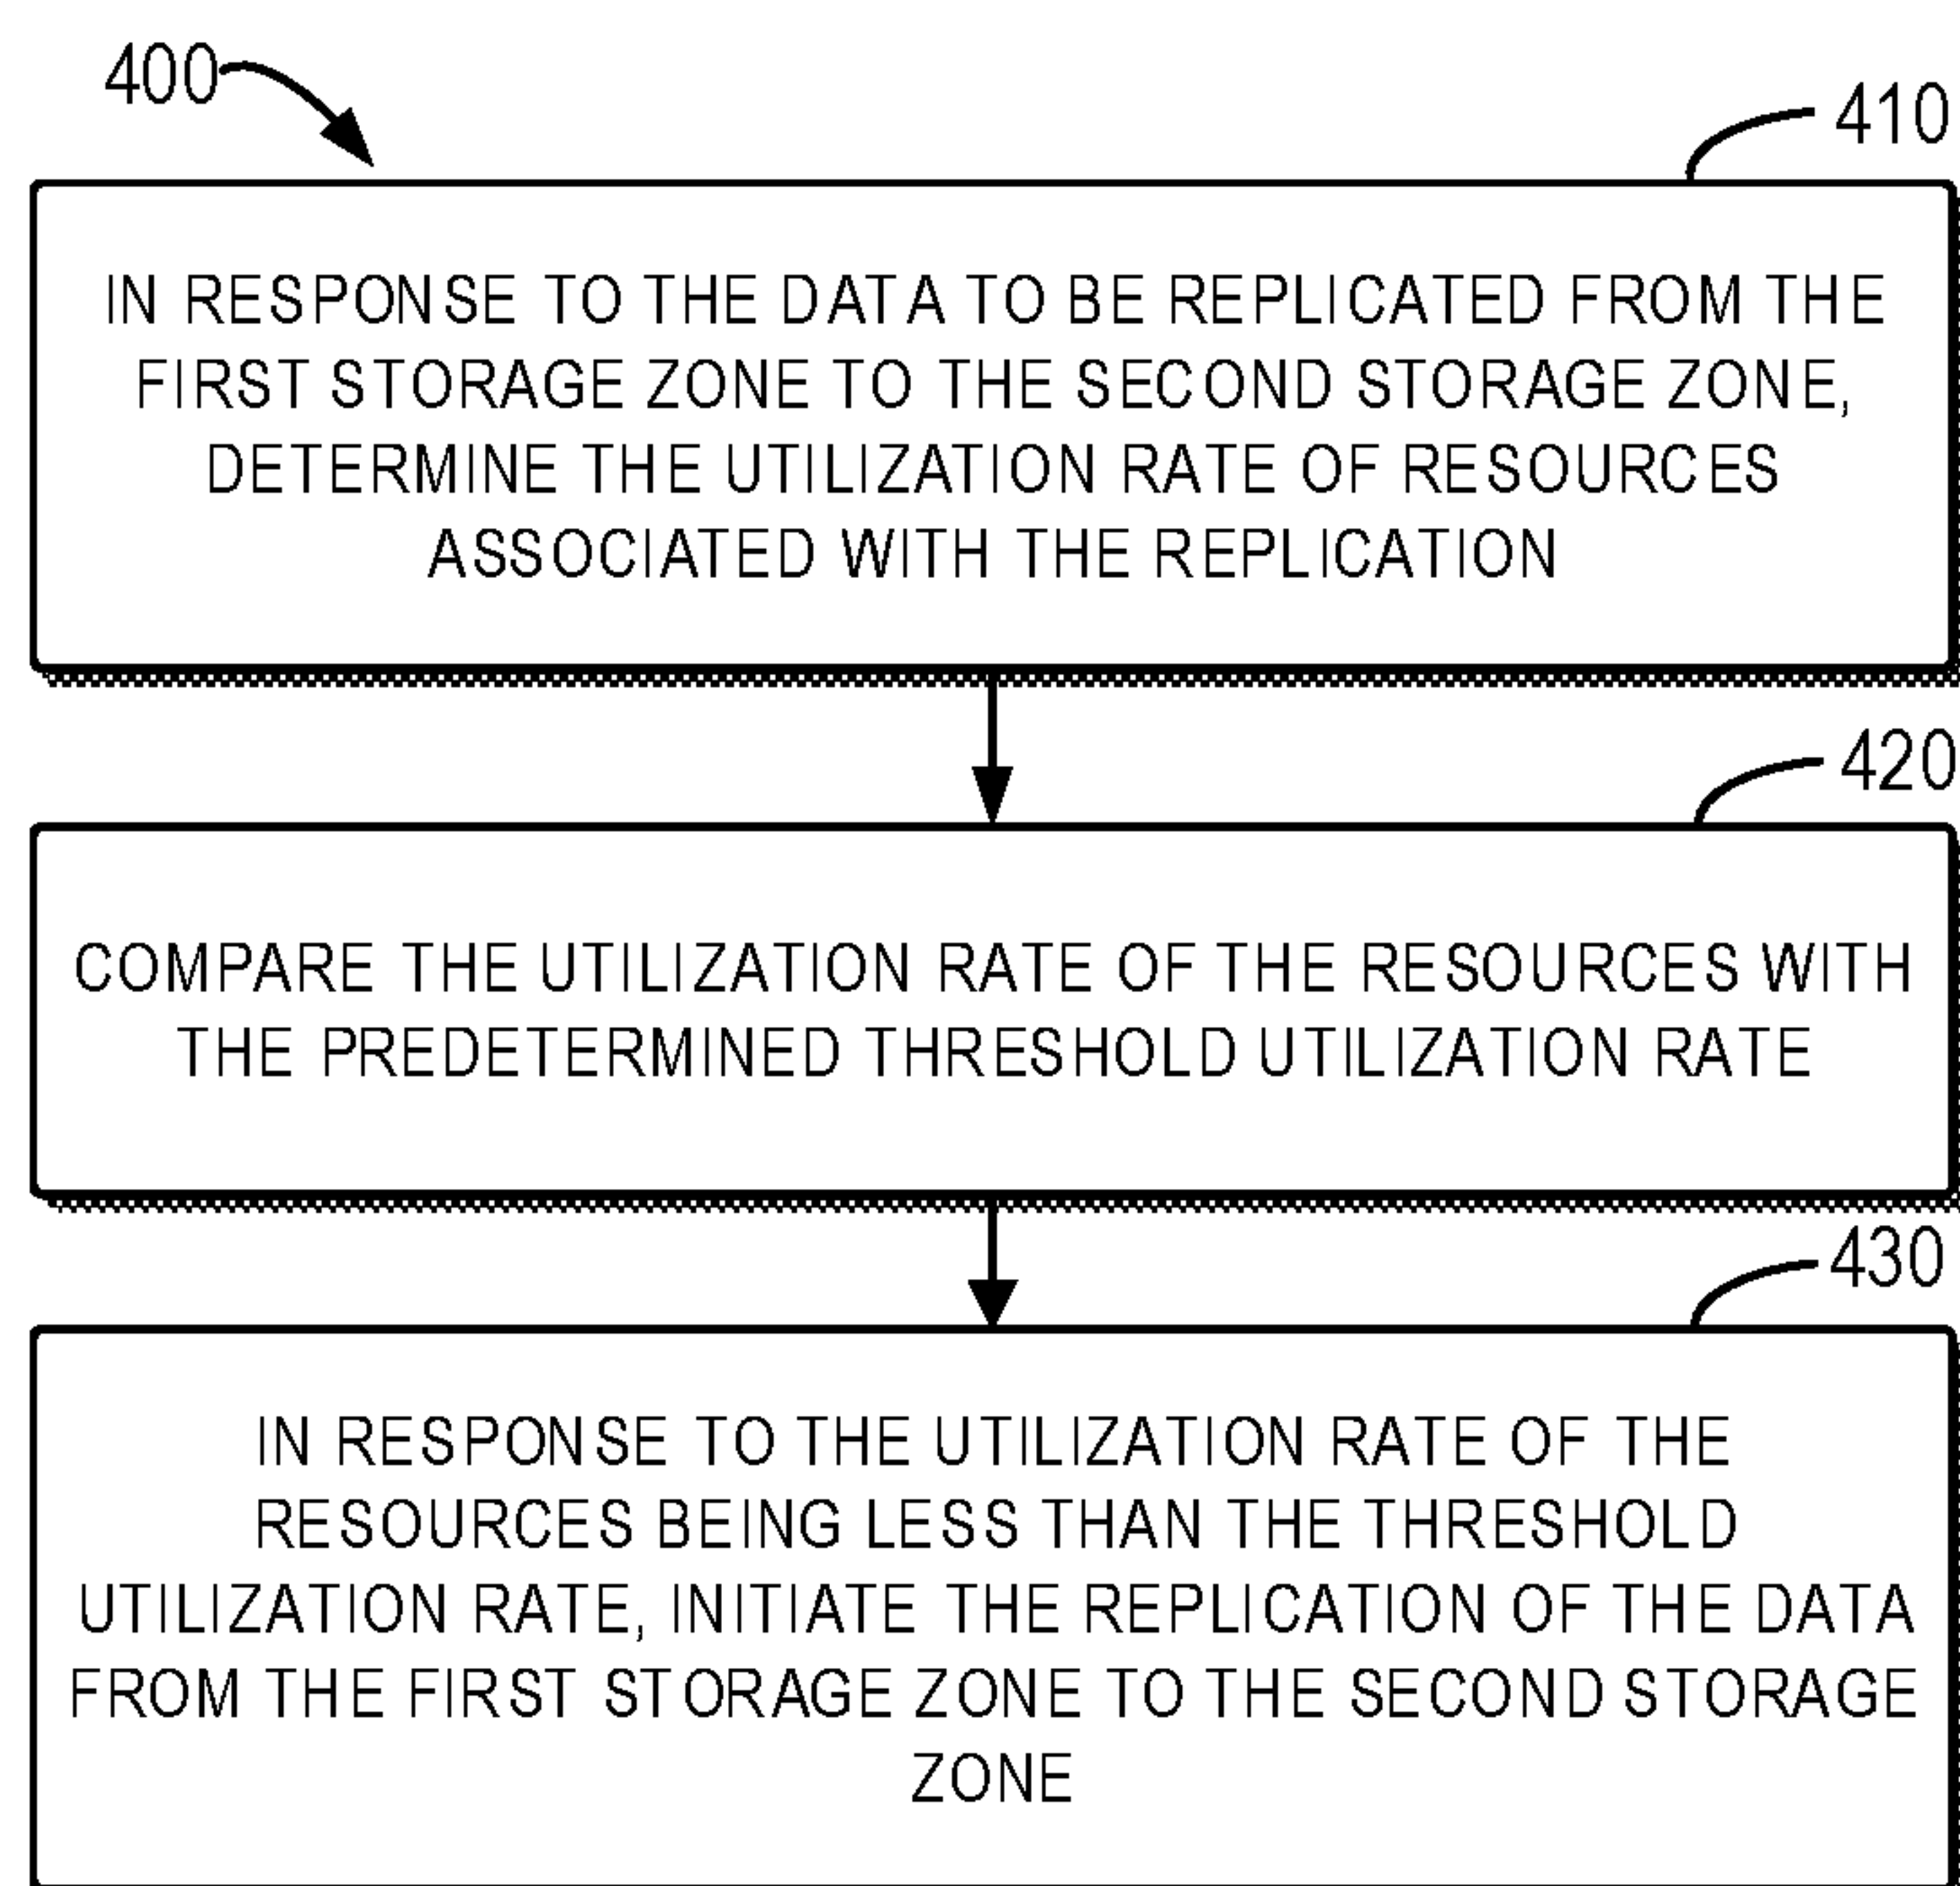 400
410
IN RESPONSE TO THE DATA TO BE REPLICATED FROM THE
FIRST STORAGE ZONE TO THE SECOND STORAGE ZONE,
DETERMINE THE UTILIZATION RATE OF RESOURCES
ASSOCIATED WITH THE REPLICATION
420
COMPARE THE UTILIZATION RATE OF THE RESOURCES WITH
THE PREDETERMINED THRESHOLD UTILIZATION RATE
430
IN RESPONSE TO THE UTILIZATION RATE OF THE
RESOURCES BEING LESS THAN THE THRESHOLD
UTILIZATION RATE, INITIATE THE REPLICATION OF THE DATA
FROM THE FIRST STORAGE ZONE TO THE SECOND STORAGE
ZONE